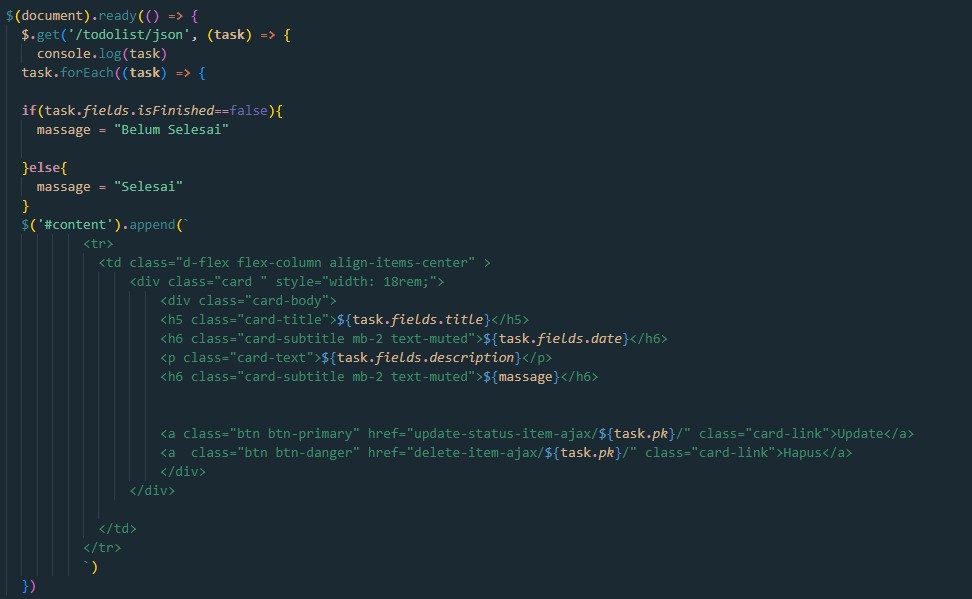 $(document).ready(() => {
  $.get('/todolist/json', (task) => {
    console.log(task)
  task.forEach((task) => {
  if(task.fields.isFinished==false){
    massage = "Belum Selesai"
  }else{
    massage = "Selesai"
  }
  $('#content').append(`
          <tr>
            <td class="d-flex flex-column align-items-center" >
                <div class="card " style="width: 18rem;">
                    <div class="card-body">
                    <h5 class="card-title">${task.fields.title}</h5>
                    <h6 class="card-subtitle mb-2 text-muted">${task.fields.date}</h6>
                    <p class="card-text">${task.fields.description}</p>
                    <h6 class="card-subtitle mb-2 text-muted">${massage}</h6>
                    <a class="btn btn-primary" href="update-status-item-ajax/${task.pk}/" class="card-link">Update</a>
                    <a  class="btn btn-danger" href="delete-item-ajax/${task.pk}/" class="card-link">Hapus</a>
                    </div>
                </div>
            </td>
          </tr>
          `)
  })